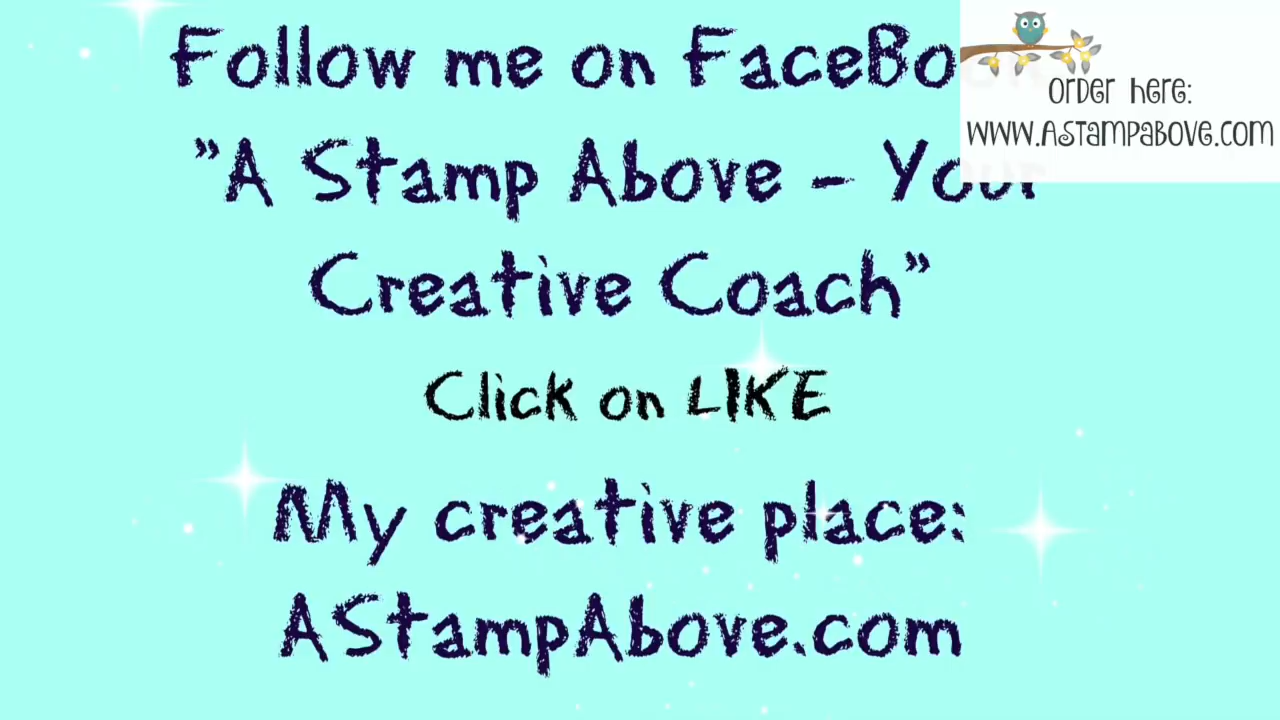 Follow me on FaceBo
order here:
www.AStampabove.com
"A Stamp Above - Your
Creative Coach"
Click on LIKE
My creative place:
AStampAbove.com